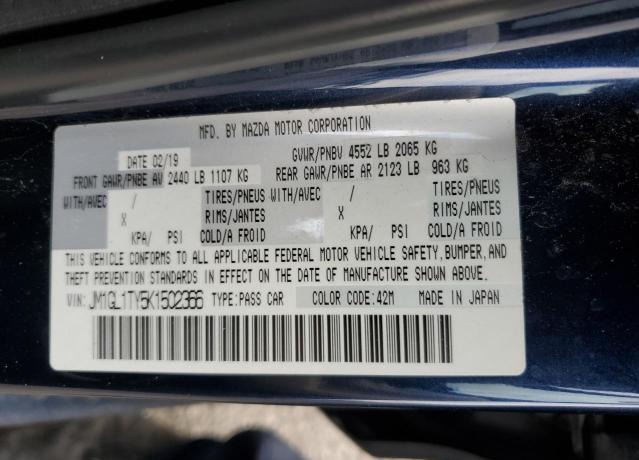 MFD. BY MAZDA MOTOR CORPORATION
DATE 02/19 GVWR/PNBV 4552 LB 2065 KG
FRONT GAWR/PNBE AV 2440 LB 1107 KG REAR GAWR/PNBE AR 2123 LB 963 KG
WITH/AVEC / TIRES/PNEUS WITH/AVEC / TIRES/PNEUS
X RIMS/JANTES X RIMS/JANTES
KPA/ PSI COLD/A FROID KPA/ PSI COLD/A FROID
THIS VEHICLE CONFORMS TO ALL APPLICABLE FEDERAL MOTOR VEHICLE SAFETY, BUMPER, AND
THEFT PREVENTION STANDARDS IN EFFECT ON THE DATE OF MANUFACTURE SHOWN ABOVE.
VIN: JM1GL1TY5K1502366 TYPE:PASS CAR COLOR CODE:42M MADE IN JAPAN